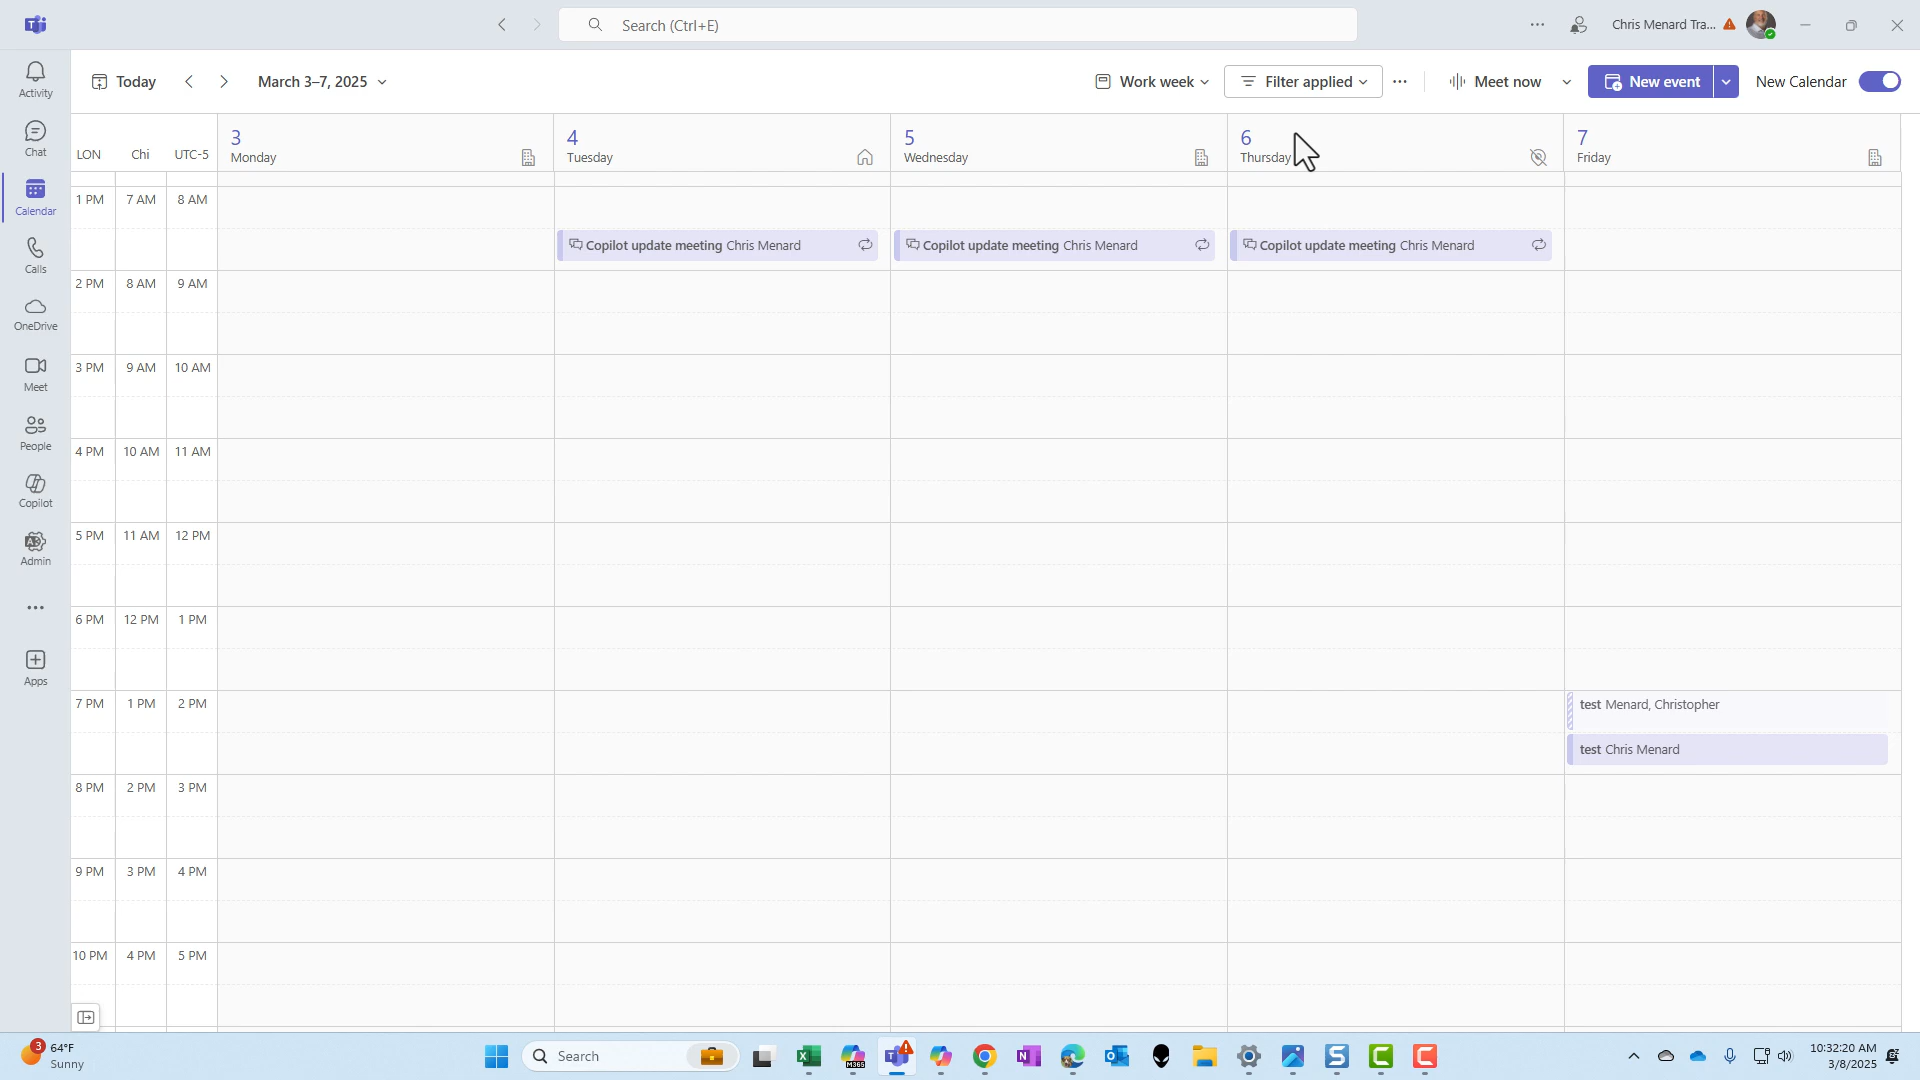 Search (Ctrl+E)
Chris Menard Tra...
Today
March 3–7, 2025
Work week
Filter applied
Meet now
New event
New Calendar
Activity
Chat
Calendar
Calls
OneDrive
Meet
People
Copilot
Admin
Apps
LON Chi UTC-5
3
Monday
4
Tuesday
5
Wednesday
6
Thursday
7
Friday
1 PM 7 AM 8 AM
Copilot update meeting Chris Menard
Copilot update meeting Chris Menard
Copilot update meeting Chris Menard
2 PM 8 AM 9 AM
3 PM 9 AM 10 AM
4 PM 10 AM 11 AM
5 PM 11 AM 12 PM
6 PM 12 PM 1 PM
7 PM 1 PM 2 PM
test Menard, Christopher
test Chris Menard
8 PM 2 PM 3 PM
9 PM 3 PM 4 PM
10 PM 4 PM 5 PM
3
64°F
Sunny
Search
M365
10:32:20 AM
3/8/2025